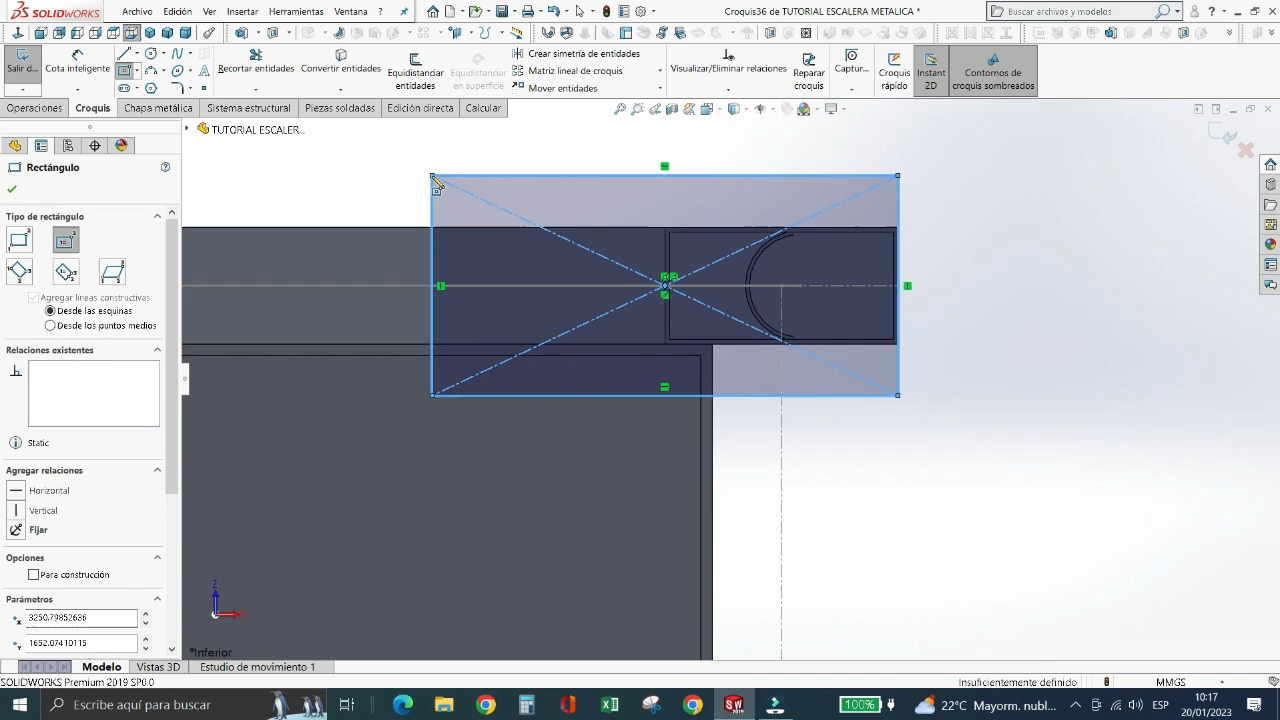 SOLIDWORKS
Archivo Edición Ver Insertar Herramientas Ventana ?
Croquis36 de TUTORIAL ESCALERA METALICA *
Buscar archivos y modelos
Salir d...
Cota inteligente
Recortar entidades
Convertir entidades
Equidistanciar entidades
Equidistanciar en superficie
Crear simetría de entidades
Matriz lineal de croquis
Mover entidades
Visualizar/Eliminar relaciones
Reparar croquis
Captur...
Croquis rápido
Instant 2D
Contornos de croquis sombreados
Operaciones Croquis Chapa metálica Sistema estructural Piezas soldadas Edición directa Calcular
TUTORIAL ESCALER...
Rectángulo
Tipo de rectángulo
Agregar líneas constructivas
Desde las esquinas
Desde los puntos medios
Relaciones existentes
Static
Agregar relaciones
Horizontal
Vertical
Fijar
Opciones
Para construcción
Parámetros
3250.79852636
1652.07410115
Z
*Inferior
Modelo Vistas 3D Estudio de movimiento 1
SOLIDWORKS Premium 2019 SP0.0
Insuficientemente definido
MMGS
Escribe aquí para buscar
SW
2019
100%
22°C Mayorm. nubl...
ESP
10:17
20/01/2023